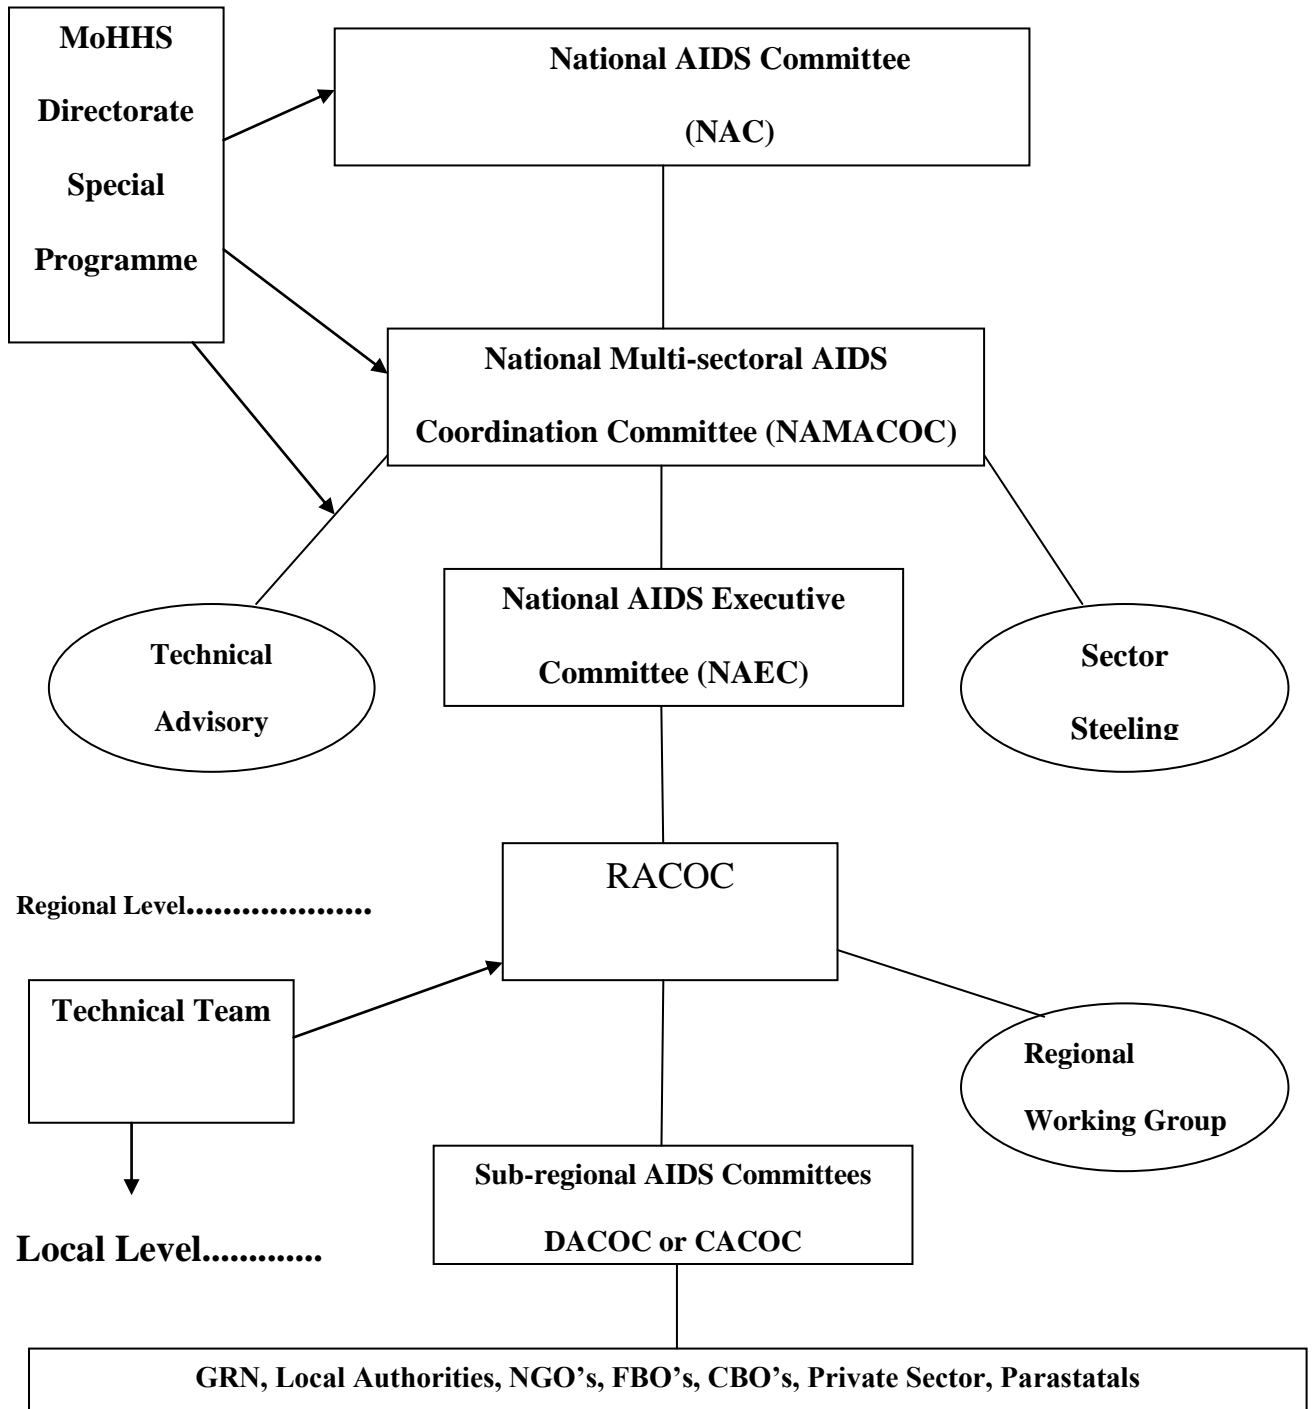 MoHHS
Directorate
Special
Programme
National AIDS Committee
(NAC)
National Multi-sectoral AIDS
Coordination Committee (NAMACOC)
National AIDS Executive
Committee (NAEC)
Technical
Advisory
Sector
Steeling
RACOC
Regional Level.....................
Technical Team
Regional
Working Group
Sub-regional AIDS Committees
DACOC or CACOC
Local Level.............
GRN, Local Authorities, NGO’s, FBO’s, CBO’s, Private Sector, Parastatals